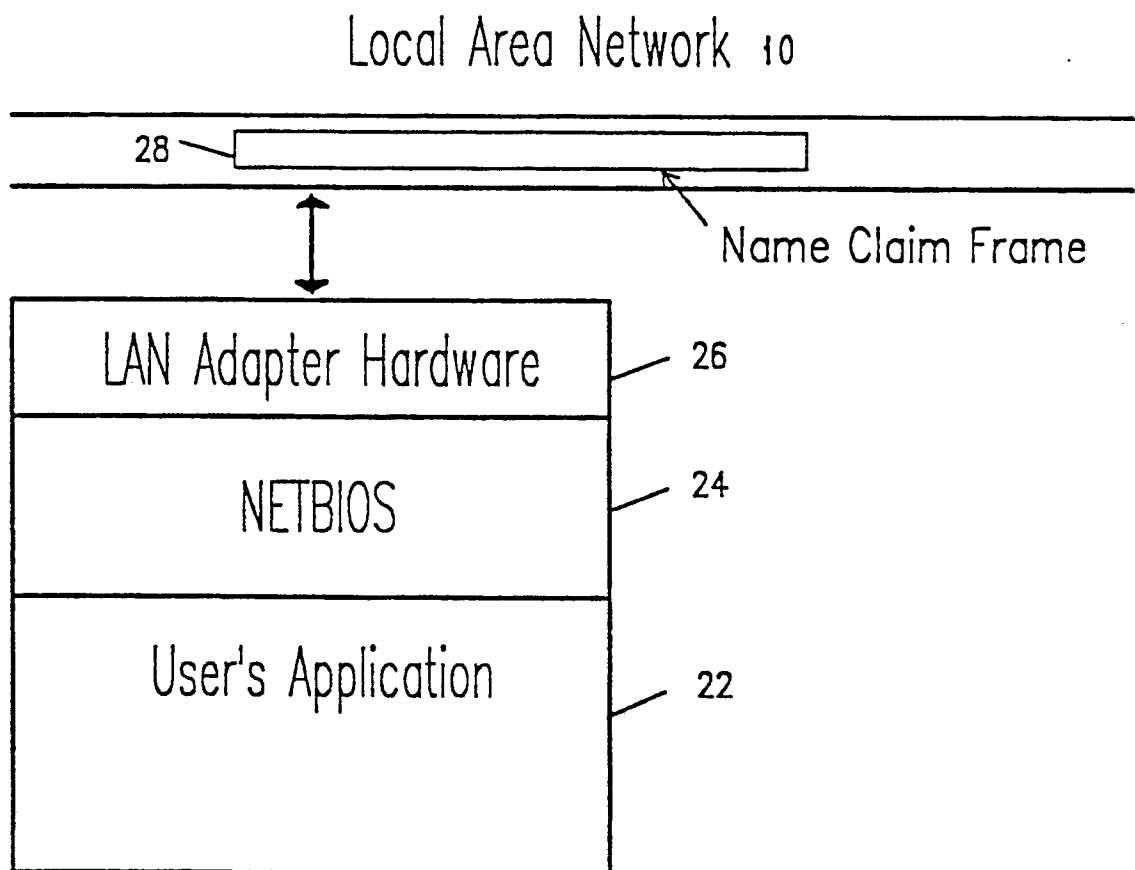 Local Area Network 10
28
Name Claim Frame
LAN Adapter Hardware
26
NETBIOS
24
User's Application
22